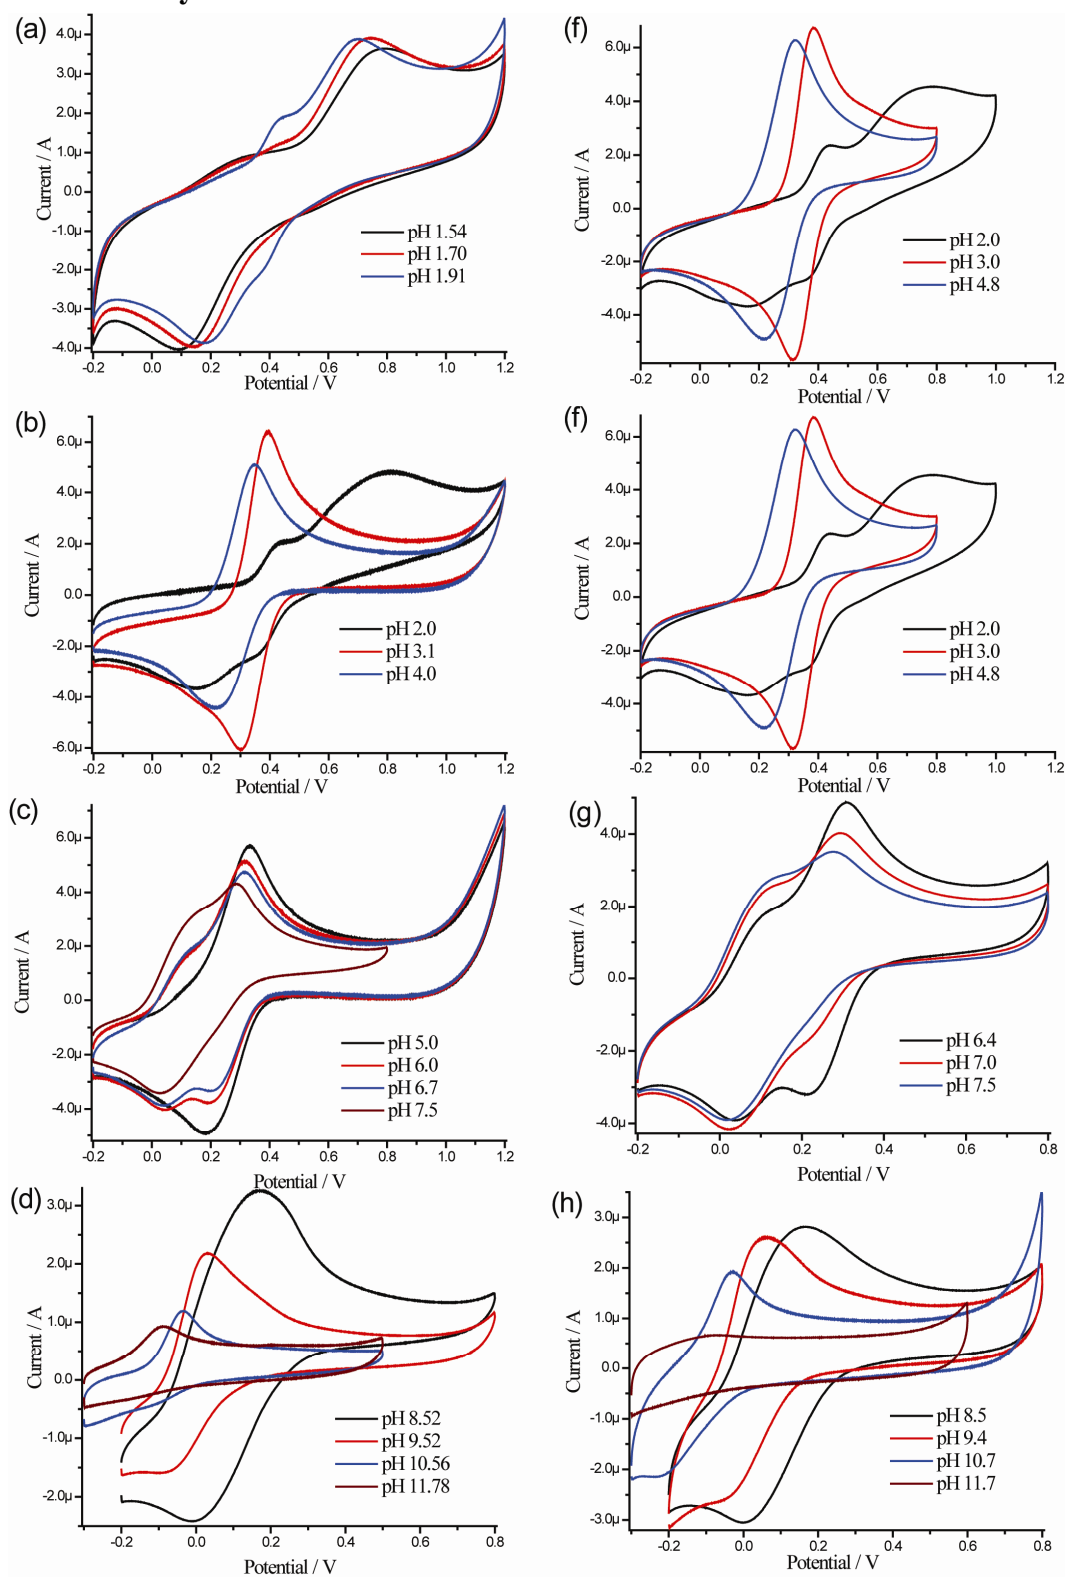 (a)
4.0μ
3.0μ
2.0μ
1.0μ
0.0
-1.0μ
-2.0μ
-3.0μ
-4.0μ
Current / A
pH 1.54
pH 1.70
pH 1.91
-0.2 0.0 0.2 0.4 0.6 0.8 1.0 1.2
Potential / V
(f)
6.0μ
4.0μ
2.0μ
0.0
-2.0μ
-4.0μ
Current / A
pH 2.0
pH 3.0
pH 4.8
-0.2 0.0 0.2 0.4 0.6 0.8 1.0 1.2
Potential / V
(b)
6.0μ
4.0μ
2.0μ
0.0
-2.0μ
-4.0μ
-6.0μ
Current / A
pH 2.0
pH 3.1
pH 4.0
-0.2 0.0 0.2 0.4 0.6 0.8 1.0 1.2
Potential / V
(f)
6.0μ
4.0μ
2.0μ
0.0
-2.0μ
-4.0μ
Current / A
pH 2.0
pH 3.0
pH 4.8
-0.2 0.0 0.2 0.4 0.6 0.8 1.0 1.2
Potential / V
(c)
6.0μ
4.0μ
2.0μ
0.0
-2.0μ
-4.0μ
Current / A
pH 5.0
pH 6.0
pH 6.7
pH 7.5
-0.2 0.0 0.2 0.4 0.6 0.8 1.0 1.2
Potential / V
(g)
4.0μ
2.0μ
0.0
-2.0μ
-4.0μ
Current / A
pH 6.4
pH 7.0
pH 7.5
-0.2 0.0 0.2 0.4 0.6 0.8
Potential / V
(d)
3.0μ
2.0μ
1.0μ
0.0
-1.0μ
-2.0μ
Current / A
pH 8.52
pH 9.52
pH 10.56
pH 11.78
-0.2 0.0 0.2 0.4 0.6 0.8
Potential / V
(h)
3.0μ
2.0μ
1.0μ
0.0
-1.0μ
-2.0μ
-3.0μ
Current / A
pH 8.5
pH 9.4
pH 10.7
pH 11.7
-0.2 0.0 0.2 0.4 0.6 0.8
Potential / V